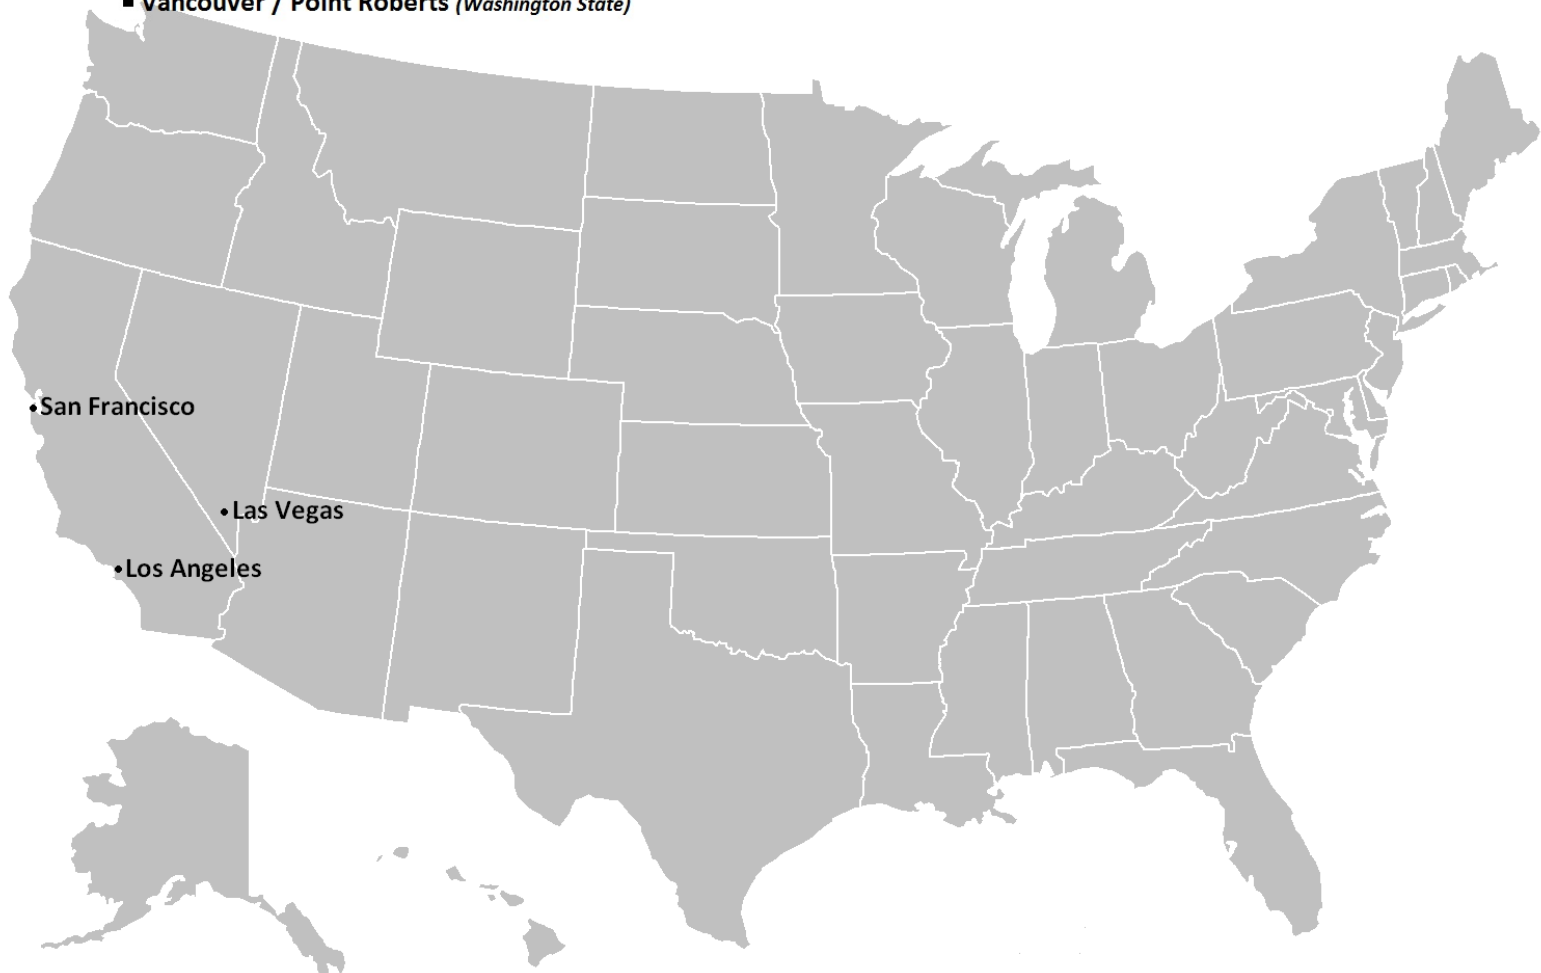 Vancouver / Point Roberts (Washington State)
San Francisco
Las Vegas
Los Angeles